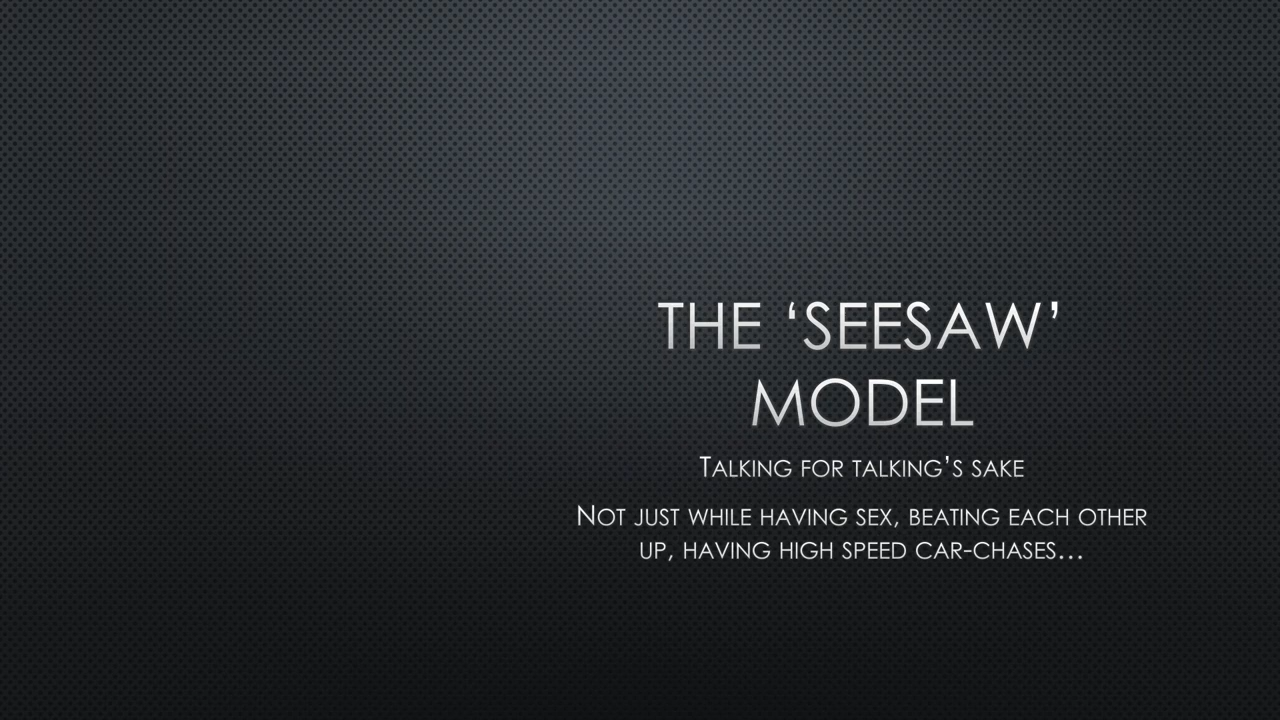 THE ‘SEESAW’
MODEL
TALKING FOR TALKING’S SAKE
NOT JUST WHILE HAVING SEX, BEATING EACH OTHER
UP, HAVING HIGH SPEED CAR-CHASES…